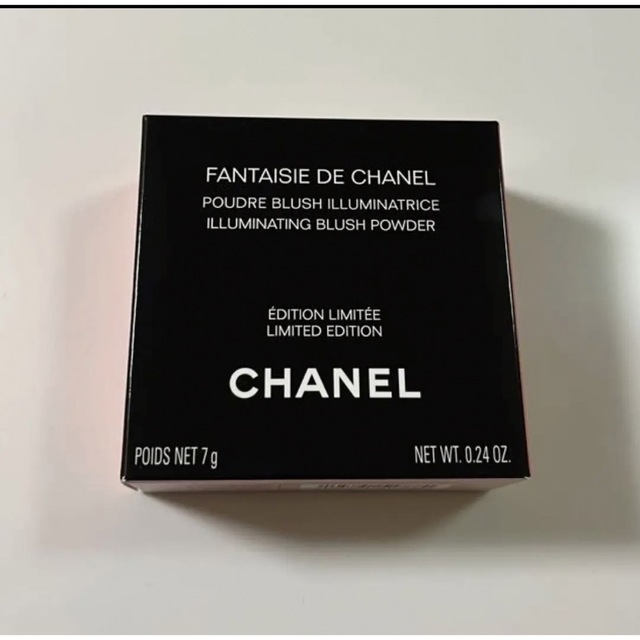 FANTAISIE DE CHANEL
POUDRE BLUSH ILLUMINATRICE
ILLUMINATING BLUSH POWDER
ÉDITION LIMITÉE
LIMITED EDITION
CHANEL
POIDS NET 7 g NET WT. 0.24 OZ.